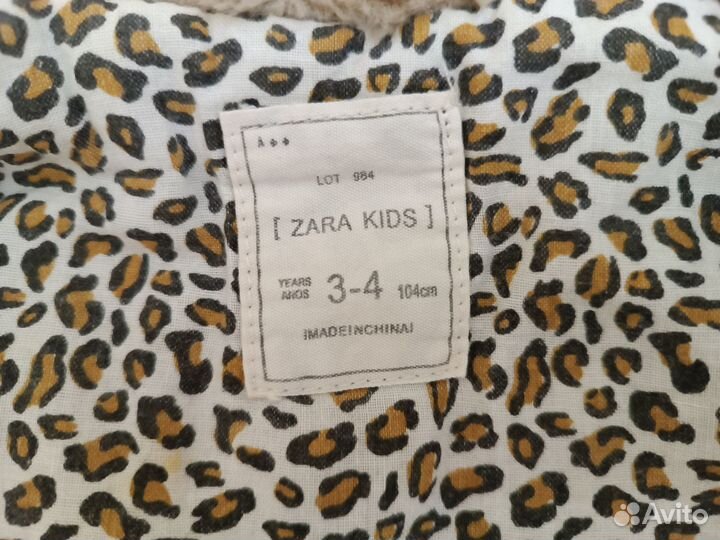 LOT 984
[ ZARA KIDS ]
YEARS
AÑOS
3-4 104cm
|MADEINCHINA|
Avito